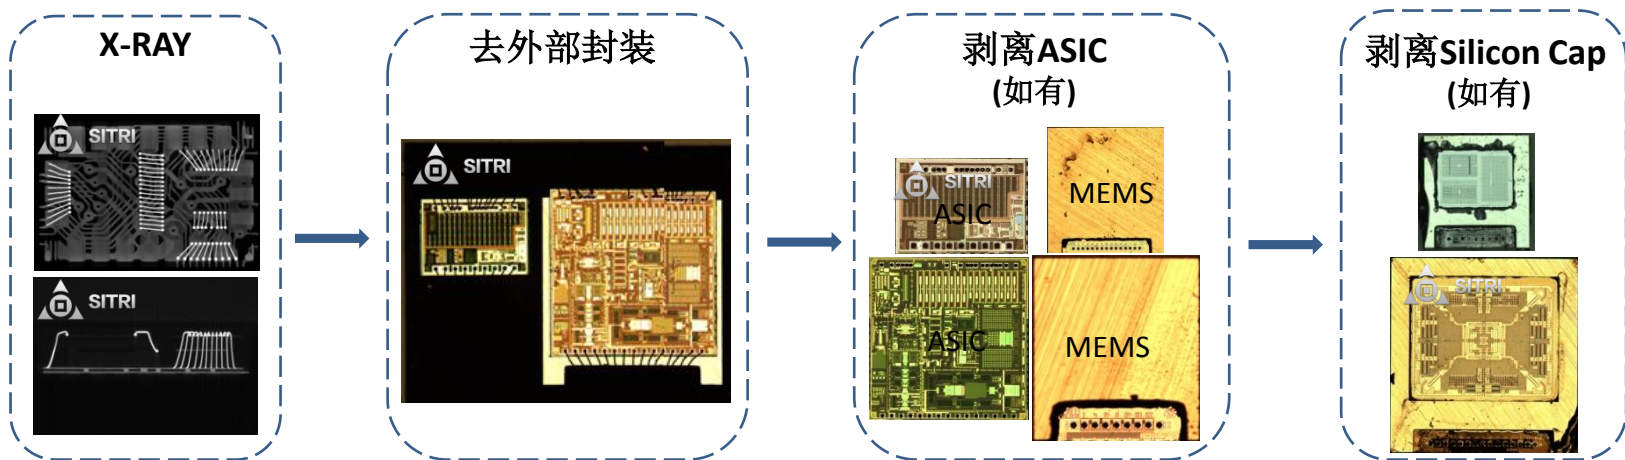 X-RAY
SITRI
SITRI
去外部封装
SITRI
剥离ASIC
(如有)
SITRI
ASIC
MEMS
ASIC
MEMS
剥离Silicon Cap
(如有)
SITRI